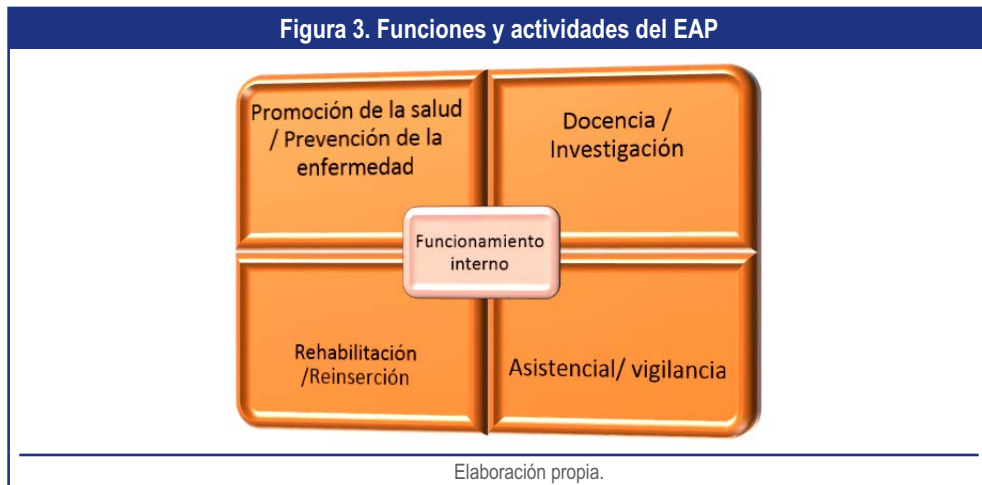 Figura 3. Funciones y actividades del EAP
Promoción de la salud
/ Prevención de la
enfermedad
Docencia /
Investigación
Funcionamiento
interno
Rehabilitación
/Reinserción
Asistencial/ vigilancia
Elaboración propia.